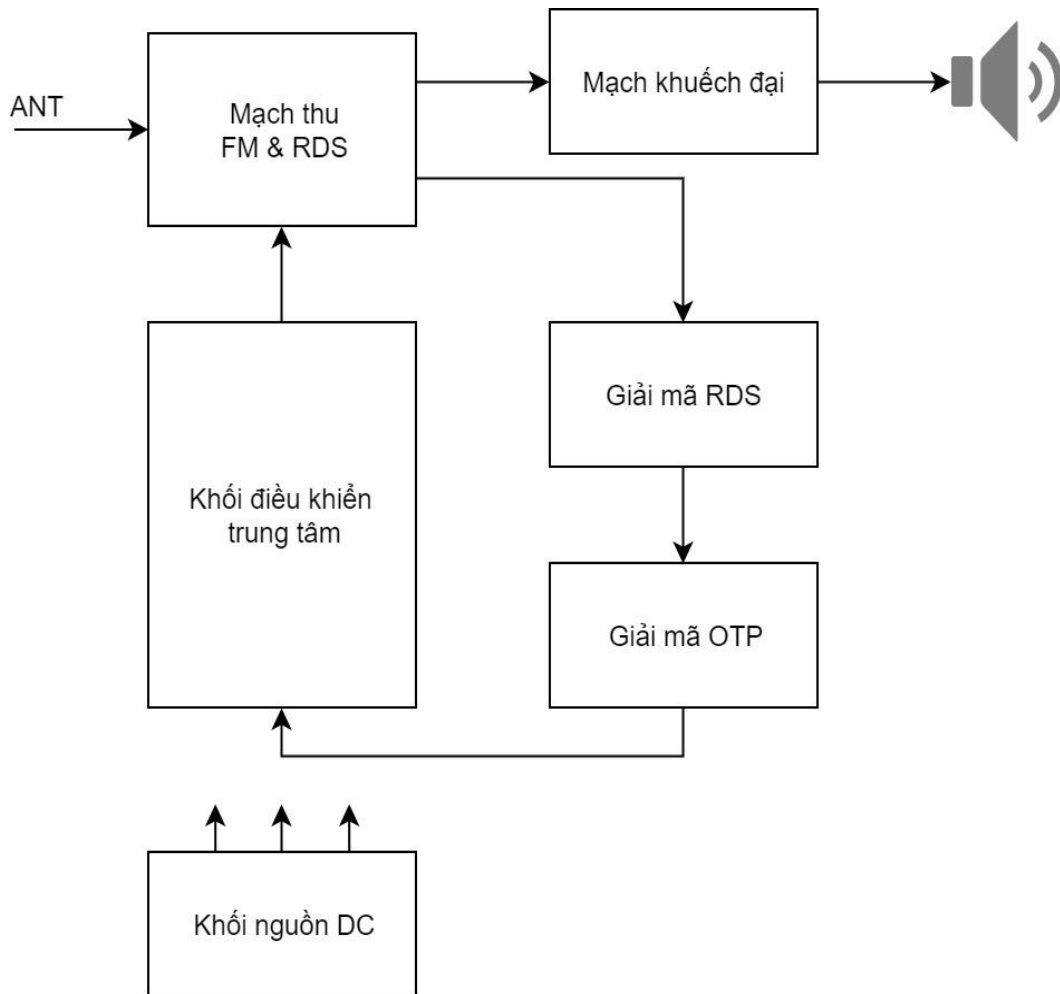 ANT
Mạch thu
FM & RDS
Mạch khuếch đại
Giải mã RDS
Khối điều khiển
trung tâm
Giải mã OTP
Khối nguồn DC